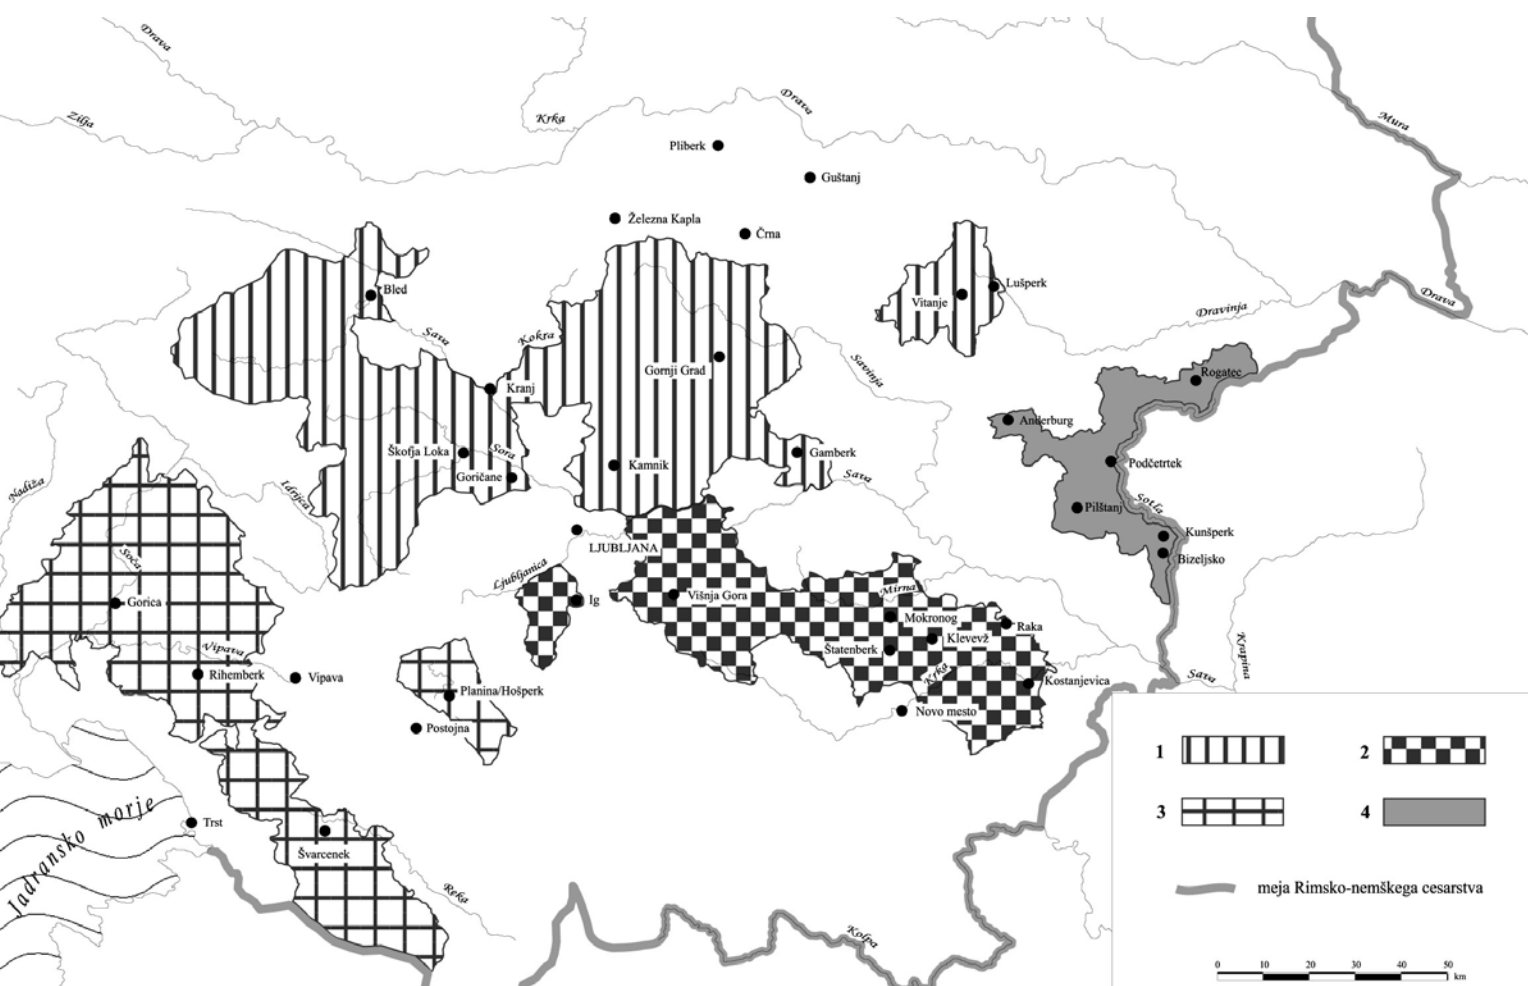 Drava
Zilja
Krka
Drava
Mura
Pliberk
Guštanj
Železna Kapla
Črna
Bled
Lušperk
Vitanje
Drava
Dravinja
Sava
Kokra
Savinja
Gornji Grad
Rogatec
Kranj
Anderburg
Škofja Loka
Sora
Gamberk
Podčetrtek
Kamnik
Goričane
Sava
Nadiža
Idrijca
Pilštanj
Sotla
Kunšperk
LJUBLJANA
Bizeljsko
Soča
Ljubljanica
Mirna
Gorica
Ig
Višnja Gora
Mokronog
Raka
Klevevž
Vipava
Štatenberk
Krapina
Rihemberk
Vipava
Krka
Sava
Kostanjevica
Planina/Hošperk
Novo mesto
Postojna
1 2
Jadransko morje
3 4
Trst
Švarcenek
Reka
meja Rimsko-nemškega cesarstva
Kolpa
0 10 20 30 40 50
km